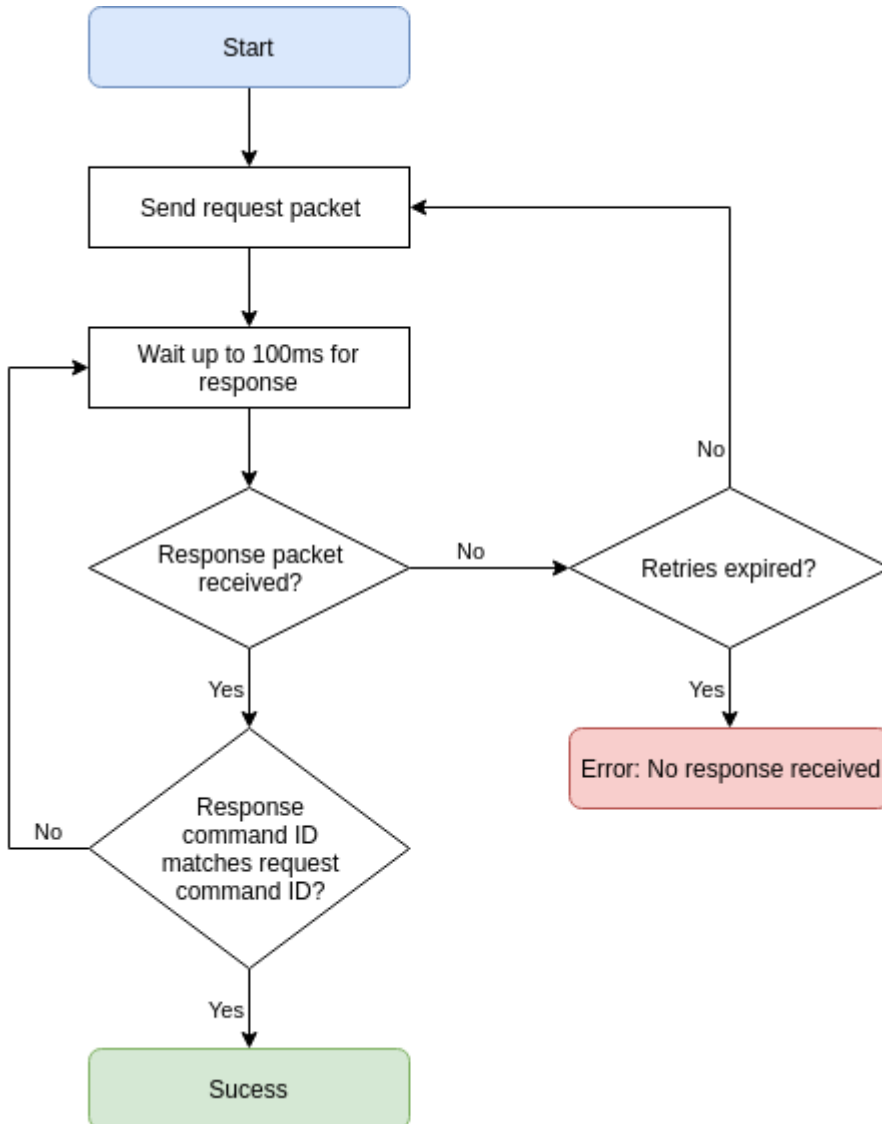 Start
Send request packet
Wait up to 100ms for
response
No
Response packet
received?
No
Retries expired?
Yes
Yes
Error: No response received
Response
command ID
matches request
command ID?
No
Yes
Sucess